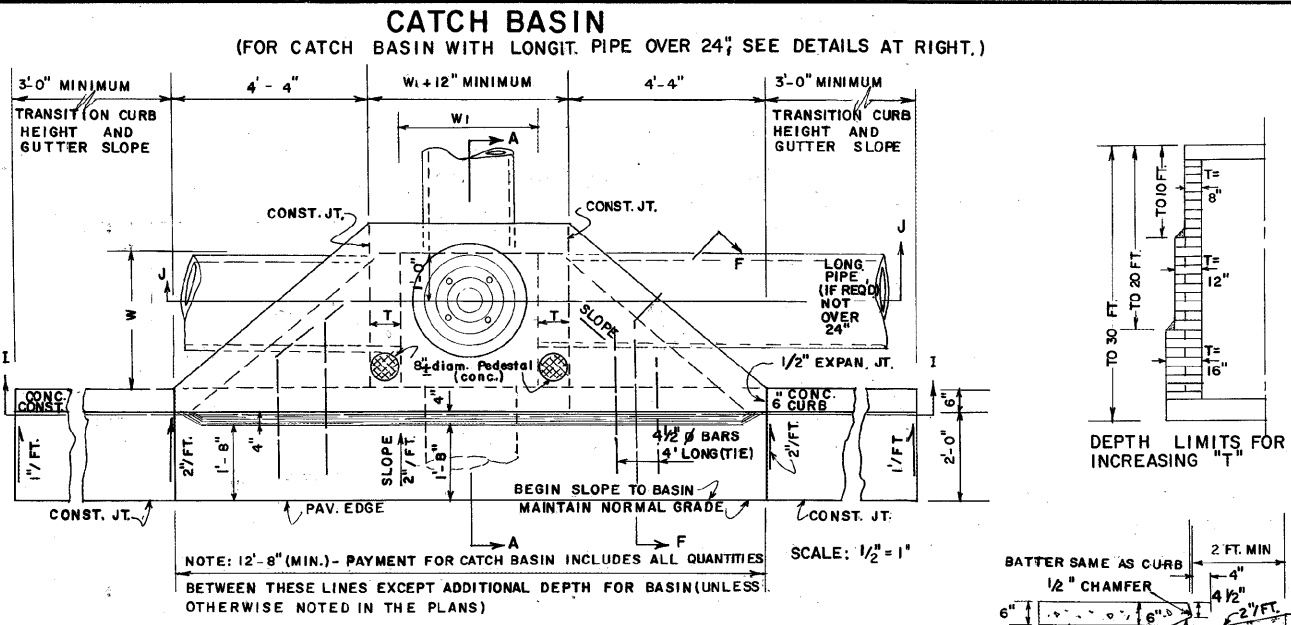 CATCH BASIN
(FOR CATCH BASIN WITH LONGIT. PIPE OVER 24", SEE DETAILS AT RIGHT.)
3'-0" MINIMUM
4'-4"
W1+12" MINIMUM
4'-4"
3'-0" MINIMUM
TRANSITION CURB
HEIGHT AND
GUTTER SLOPE
W1
A
TRANSITION CURB
HEIGHT AND
GUTTER SLOPE
CONST. JT.
CONST. JT.
J
J
W
1'-0"
F
LONG.
PIPE
(IF REQ'D)
NOT
OVER
24"
T
T
SLOPE
8"± diam. Pedestal
(conc.)
1/2" EXPAN. JT.
I
I
CONC.
CONST.
4"
6" CONC.
CURB
6"
1"/FT.
2"/FT.
1'-8"
4"
SLOPE
2"/FT.
1'-8"
4 1/2" Ø BARS
4' LONG (TIE)
2"/FT.
1"/FT.
2'-0"
BEGIN SLOPE TO BASIN
MAINTAIN NORMAL GRADE
CONST. JT.
PAV. EDGE
CONST. JT.
A
F
SCALE: 1/2" = 1"
NOTE: 12'-8" (MIN.) - PAYMENT FOR CATCH BASIN INCLUDES ALL QUANTITIES
BETWEEN THESE LINES EXCEPT ADDITIONAL DEPTH FOR BASIN (UNLESS
OTHERWISE NOTED IN THE PLANS)
TO 30 FT.
TO 20 FT.
TO 10 FT.
T=
8"
T=
12"
T=
16"
DEPTH LIMITS FOR
INCREASING "T"
BATTER SAME AS CURB
1/2" CHAMFER
2 FT. MIN
4"
4 1/2"
2"/FT.
6"
6"